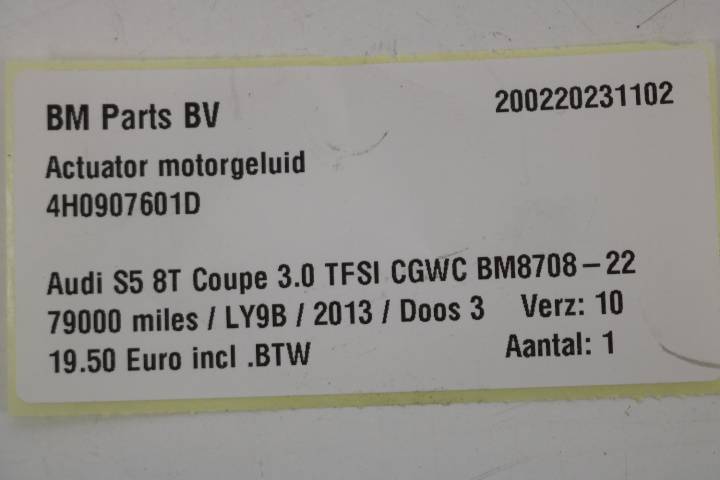 BM Parts BV 200220231102
Actuator motorgeluid
4H0907601D
Audi S5 8T Coupe 3.0 TFSI CGWC BM8708-22
79000 miles / LY9B / 2013 / Doos 3 Verz: 10
19.50 Euro incl .BTW Aantal: 1